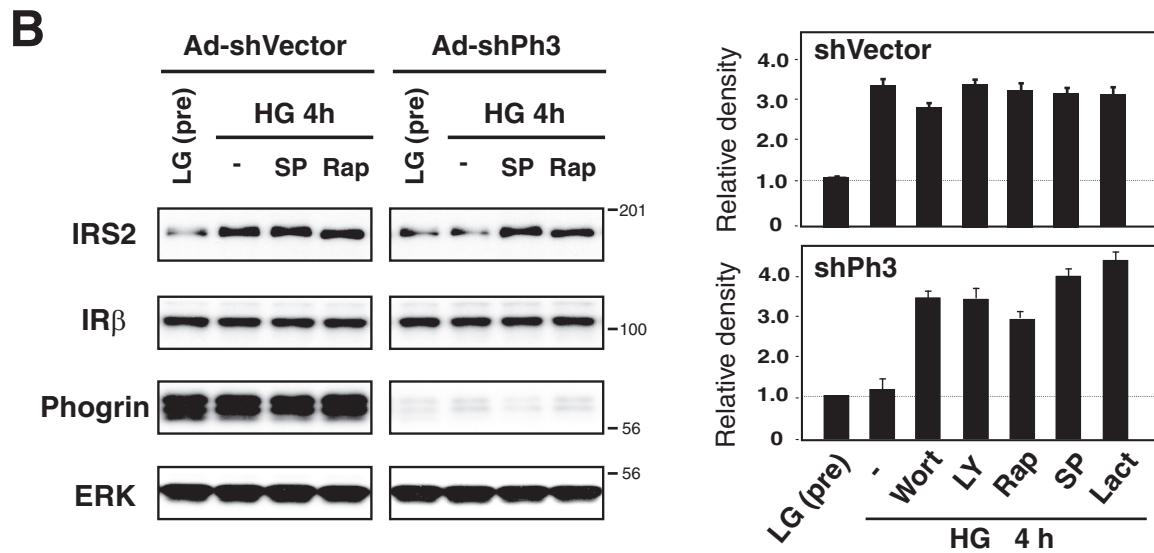 B
Ad-shVector Ad-shPh3
LG (pre) HG 4h LG (pre) HG 4h
- SP Rap - SP Rap
IRS2 201
IRβ 100
Phogrin 56
ERK 56
shVector
Relative density
4.0
3.0
2.0
1.0
0
shPh3
Relative density
4.0
3.0
2.0
1.0
0
LG (pre) - Wort LY Rap SP Lact
HG 4 h